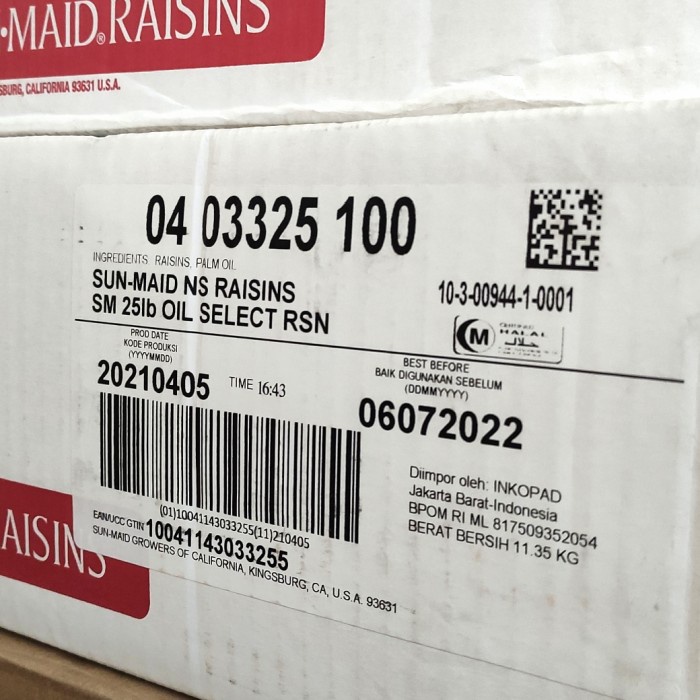 MAID® RAISINS
SBURG, CALIFORNIA 93631 U.S.A.
04 03325 100
INGREDIENTS RAISINS, PALM OIL
SUN-MAID NS RAISINS
SM 25lb OIL SELECT RSN
10-3-00944-1-0001
M
HALAL
PROD DATE
KODE PRODUKSI
(YYYYMMDD)
20210405 TIME 16:43
BEST BEFORE
BAIK DIGUNAKAN SEBELUM
(DDMMYYYY)
06072022
(01)10041143033255(11)210405
EAN/UCC GTIN 10041143033255
SUN-MAID GROWERS OF CALIFORNIA, KINGSBURG, CA, U.S.A. 93631
Diimpor oleh: INKOPAD
Jakarta Barat-Indonesia
BPOM RI ML 817509352054
BERAT BERSIH 11.35 KG
AISINS